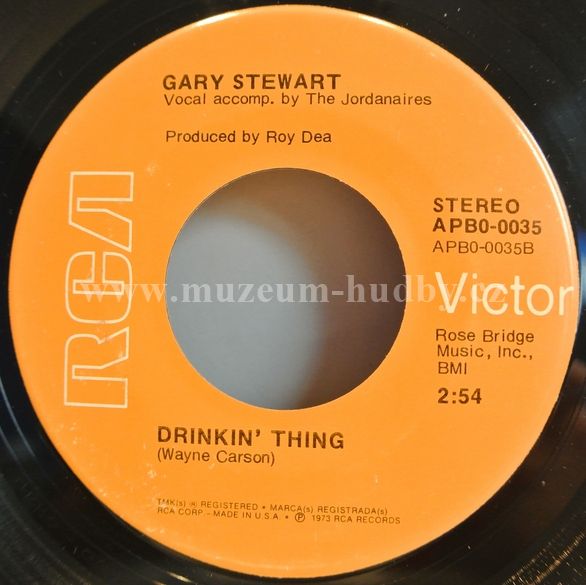 GARY STEWART
Vocal accomp. by The Jordanaires
Produced by Roy Dea
RCA
STEREO
APBO-0035
APBO-0035B
www.muzeum-hudby.cz
Victor
Rose Bridge
Music, Inc.,
BMI
2:54
DRINKIN' THING
(Wayne Carson)
TMK(s) ® REGISTERED • MARCA(s) REGISTRADA(s)
RCA CORP. - MADE IN U.S.A. • ℗ 1973 RCA RECORDS